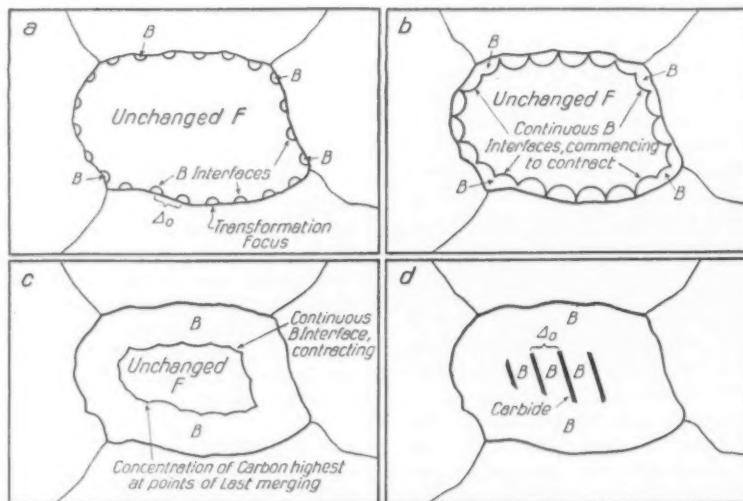 a
B
B
Unchanged F
B
B
B Interfaces
Δo
Transformation
Focus
b
B
B
Unchanged F
Continuous B
Interfaces, commencing
to contract
B
B
c
B
Continuous
B Interface,
contracting
Unchanged
F
B
Concentration of Carbon highest
at points of Last merging
d
B
Δo
B
B
B
Carbide
B